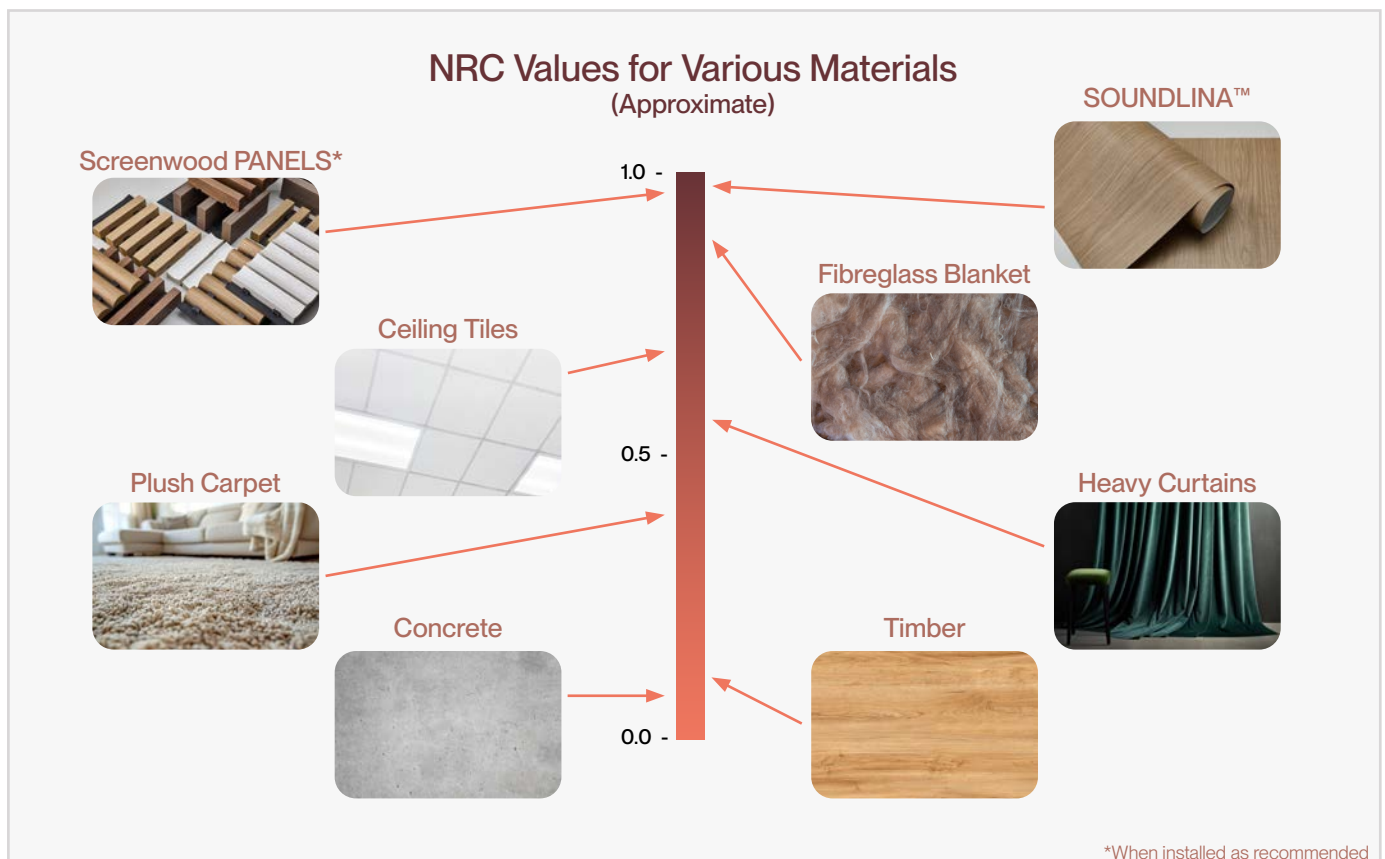 NRC Values for Various Materials
(Approximate)
SOUNDLINA™
Screenwood PANELS*
1.0 -
Fibreglass Blanket
Ceiling Tiles
0.5 -
Plush Carpet
Heavy Curtains
Concrete
Timber
0.0 -
*When installed as recommended